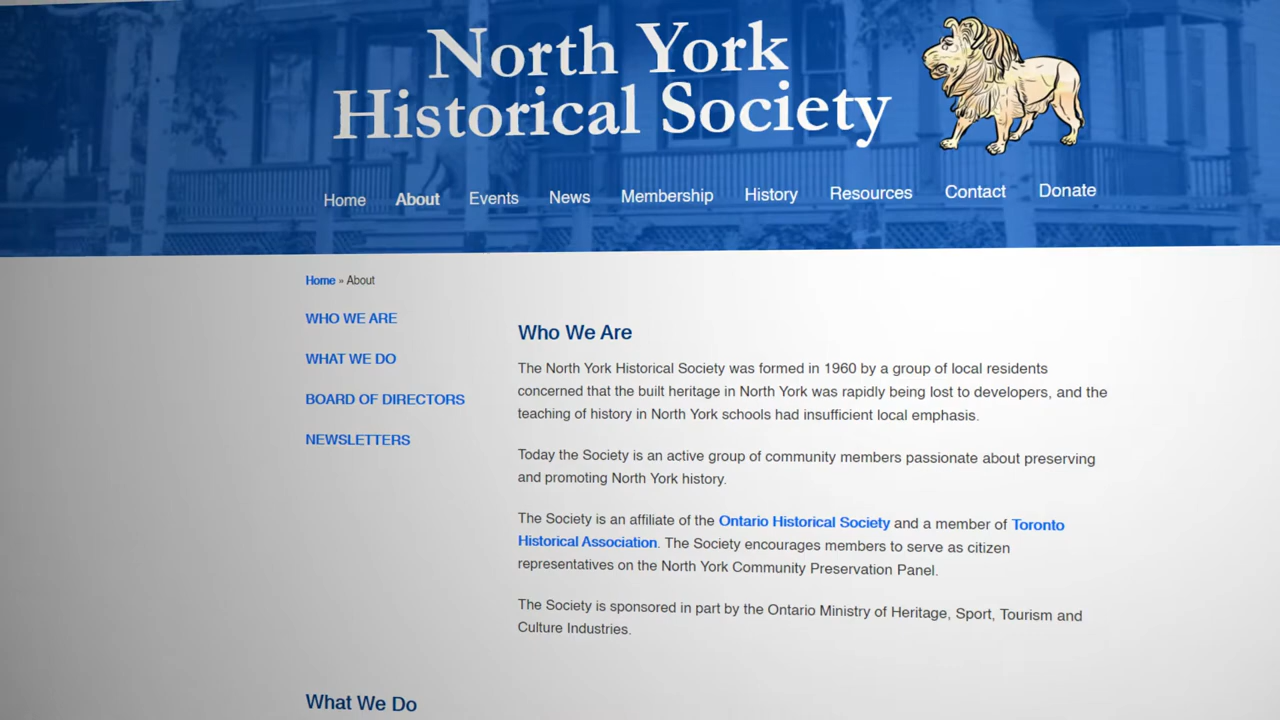 North York
Historical Society
Home About Events News Membership History Resources Contact Donate
Home » About
WHO WE ARE
WHAT WE DO
BOARD OF DIRECTORS
NEWSLETTERS
Who We Are
The North York Historical Society was formed in 1960 by a group of local residents
concerned that the built heritage in North York was rapidly being lost to developers, and the
teaching of history in North York schools had insufficient local emphasis.
Today the Society is an active group of community members passionate about preserving
and promoting North York history.
The Society is an affiliate of the Ontario Historical Society and a member of Toronto
Historical Association. The Society encourages members to serve as citizen
representatives on the North York Community Preservation Panel.
The Society is sponsored in part by the Ontario Ministry of Heritage, Sport, Tourism and
Culture Industries.
What We Do